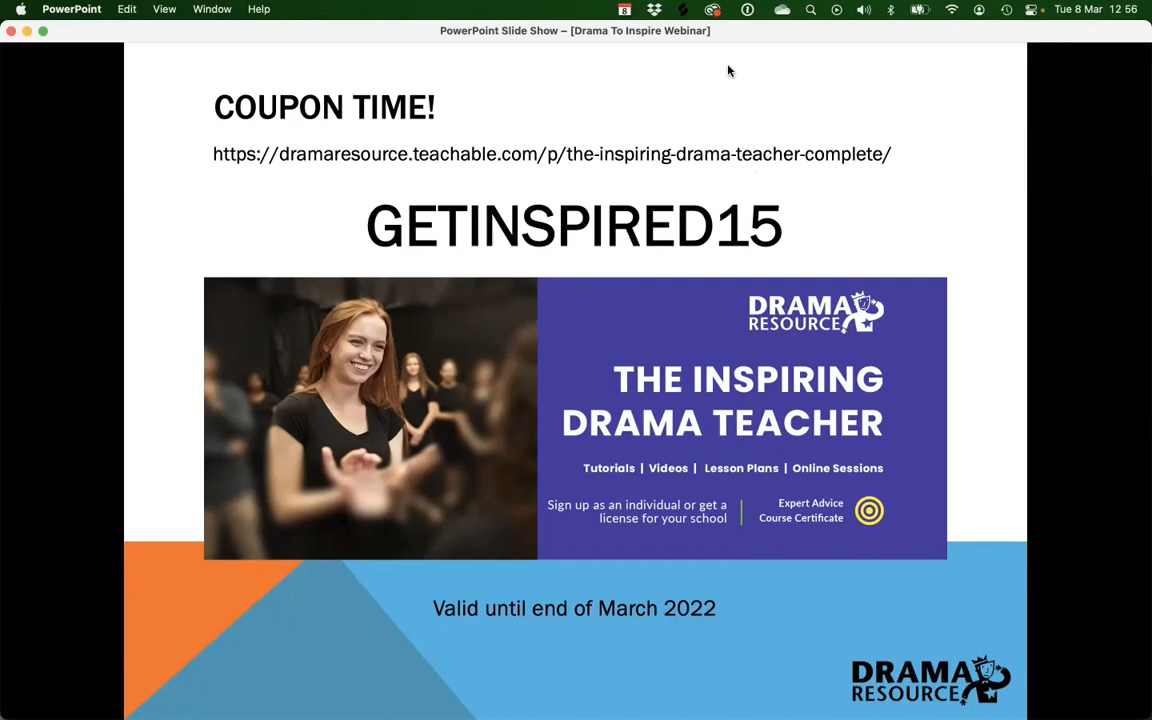 PowerPoint Edit View Window Help 8 Tue 8 Mar 12 56
PowerPoint Slide Show – [Drama To Inspire Webinar]
COUPON TIME!
https://dramaresource.teachable.com/p/the-inspiring-drama-teacher-complete/
GETINSPIRED15
DRAMA
RESOURCE
THE INSPIRING
DRAMA TEACHER
Tutorials | Videos | Lesson Plans | Online Sessions
Sign up as an individual or get a
license for your school
Expert Advice
Course Certificate
Valid until end of March 2022
DRAMA
RESOURCE